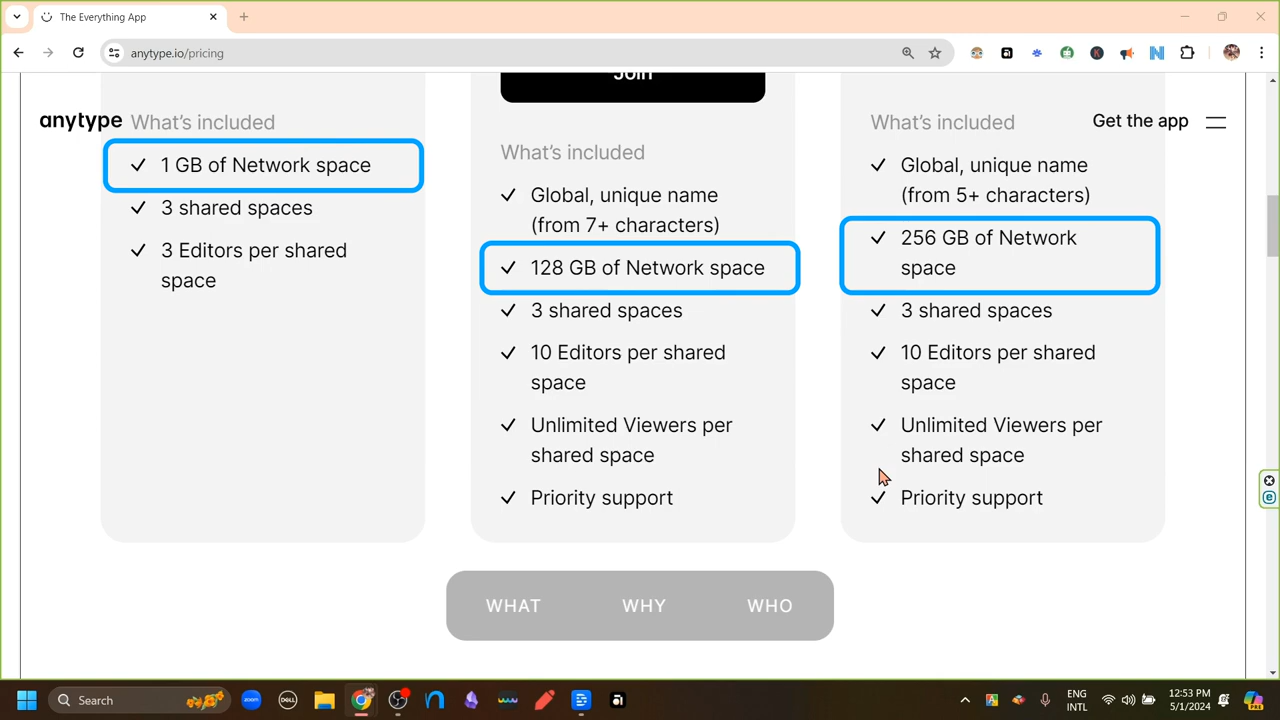 The Everything App
anytype.io/pricing
Join
anytype
Get the app
What's included
1 GB of Network space
3 shared spaces
3 Editors per shared
space
What's included
Global, unique name
(from 7+ characters)
128 GB of Network space
3 shared spaces
10 Editors per shared
space
Unlimited Viewers per
shared space
Priority support
What's included
Global, unique name
(from 5+ characters)
256 GB of Network
space
3 shared spaces
10 Editors per shared
space
Unlimited Viewers per
shared space
Priority support
WHAT WHY WHO
Search
zoom
DELL
ENG
INTL
12:53 PM
5/1/2024